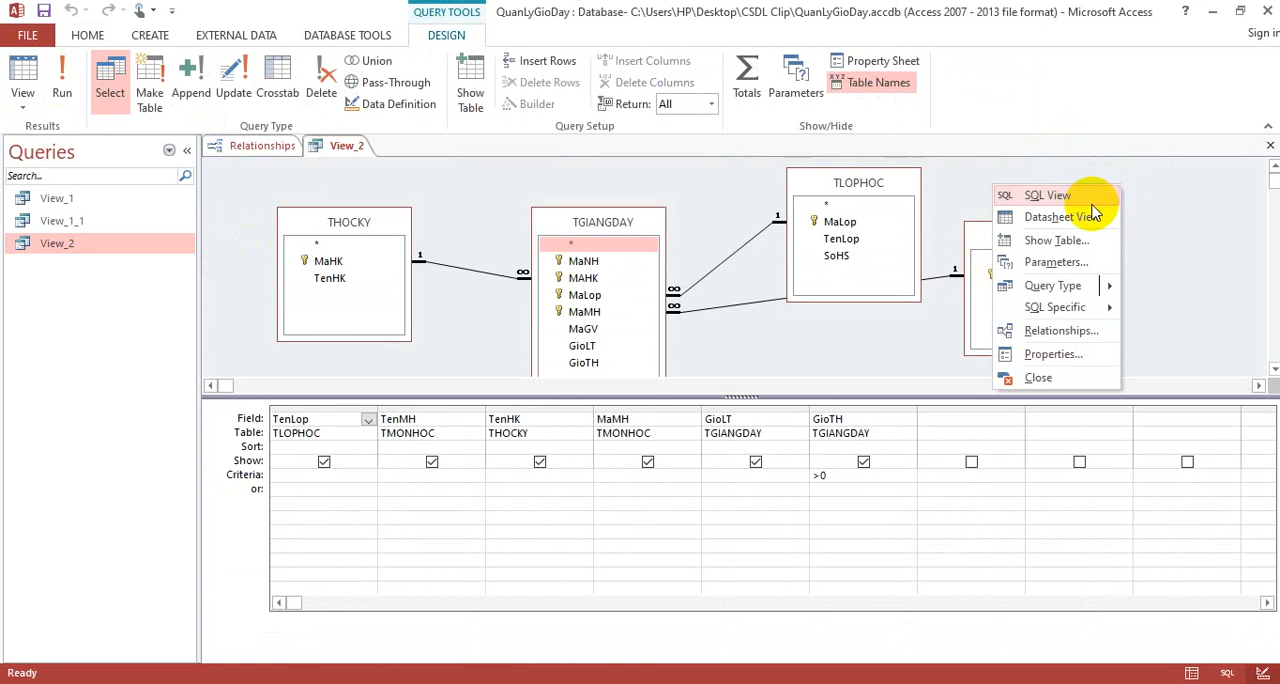 QUERY TOOLS
QuanLyGioDay : Database- C:\Users\HP\Desktop\CSDL Clip\QuanLyGioDay.accdb (Access 2007 - 2013 file format) - Microsoft Access
?
FILE
HOME
CREATE
EXTERNAL DATA
DATABASE TOOLS
DESIGN
Sign in
View
Run
Results
Select
Make Table
Append
Update
Crosstab
Delete
Union
Pass-Through
Data Definition
Query Type
Show Table
Insert Rows
Delete Rows
Builder
Insert Columns
Delete Columns
Return: All
Query Setup
Totals
Parameters
Property Sheet
Table Names
Show/Hide
Queries
Search...
View_1
View_1_1
View_2
Relationships
View_2
THOCKY
*
MaHK
TenHK
1
∞
TGIANGDAY
*
MaNH
MAHK
MaLop
MaMH
MaGV
GioLT
GioTH
∞
∞
1
TLOPHOC
*
MaLop
TenLop
SoHS
1
SQL SQL View
Datasheet View
Show Table...
Parameters...
Query Type
SQL Specific
Relationships...
Properties...
Close
Field: TenLop TenMH TenHK MaMH GioLT GioTH
Table: TLOPHOC TMONHOC THOCKY TMONHOC TGIANGDAY TGIANGDAY
Sort:
Show:
Criteria: >0
or:
Ready
SQL